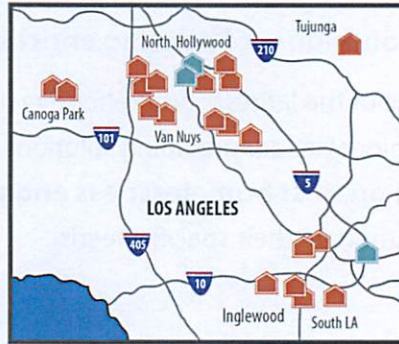 Tujunga
North Hollywood
210
Canoga Park
101
Van Nuys
5
LOS ANGELES
405
10
Inglewood
South LA